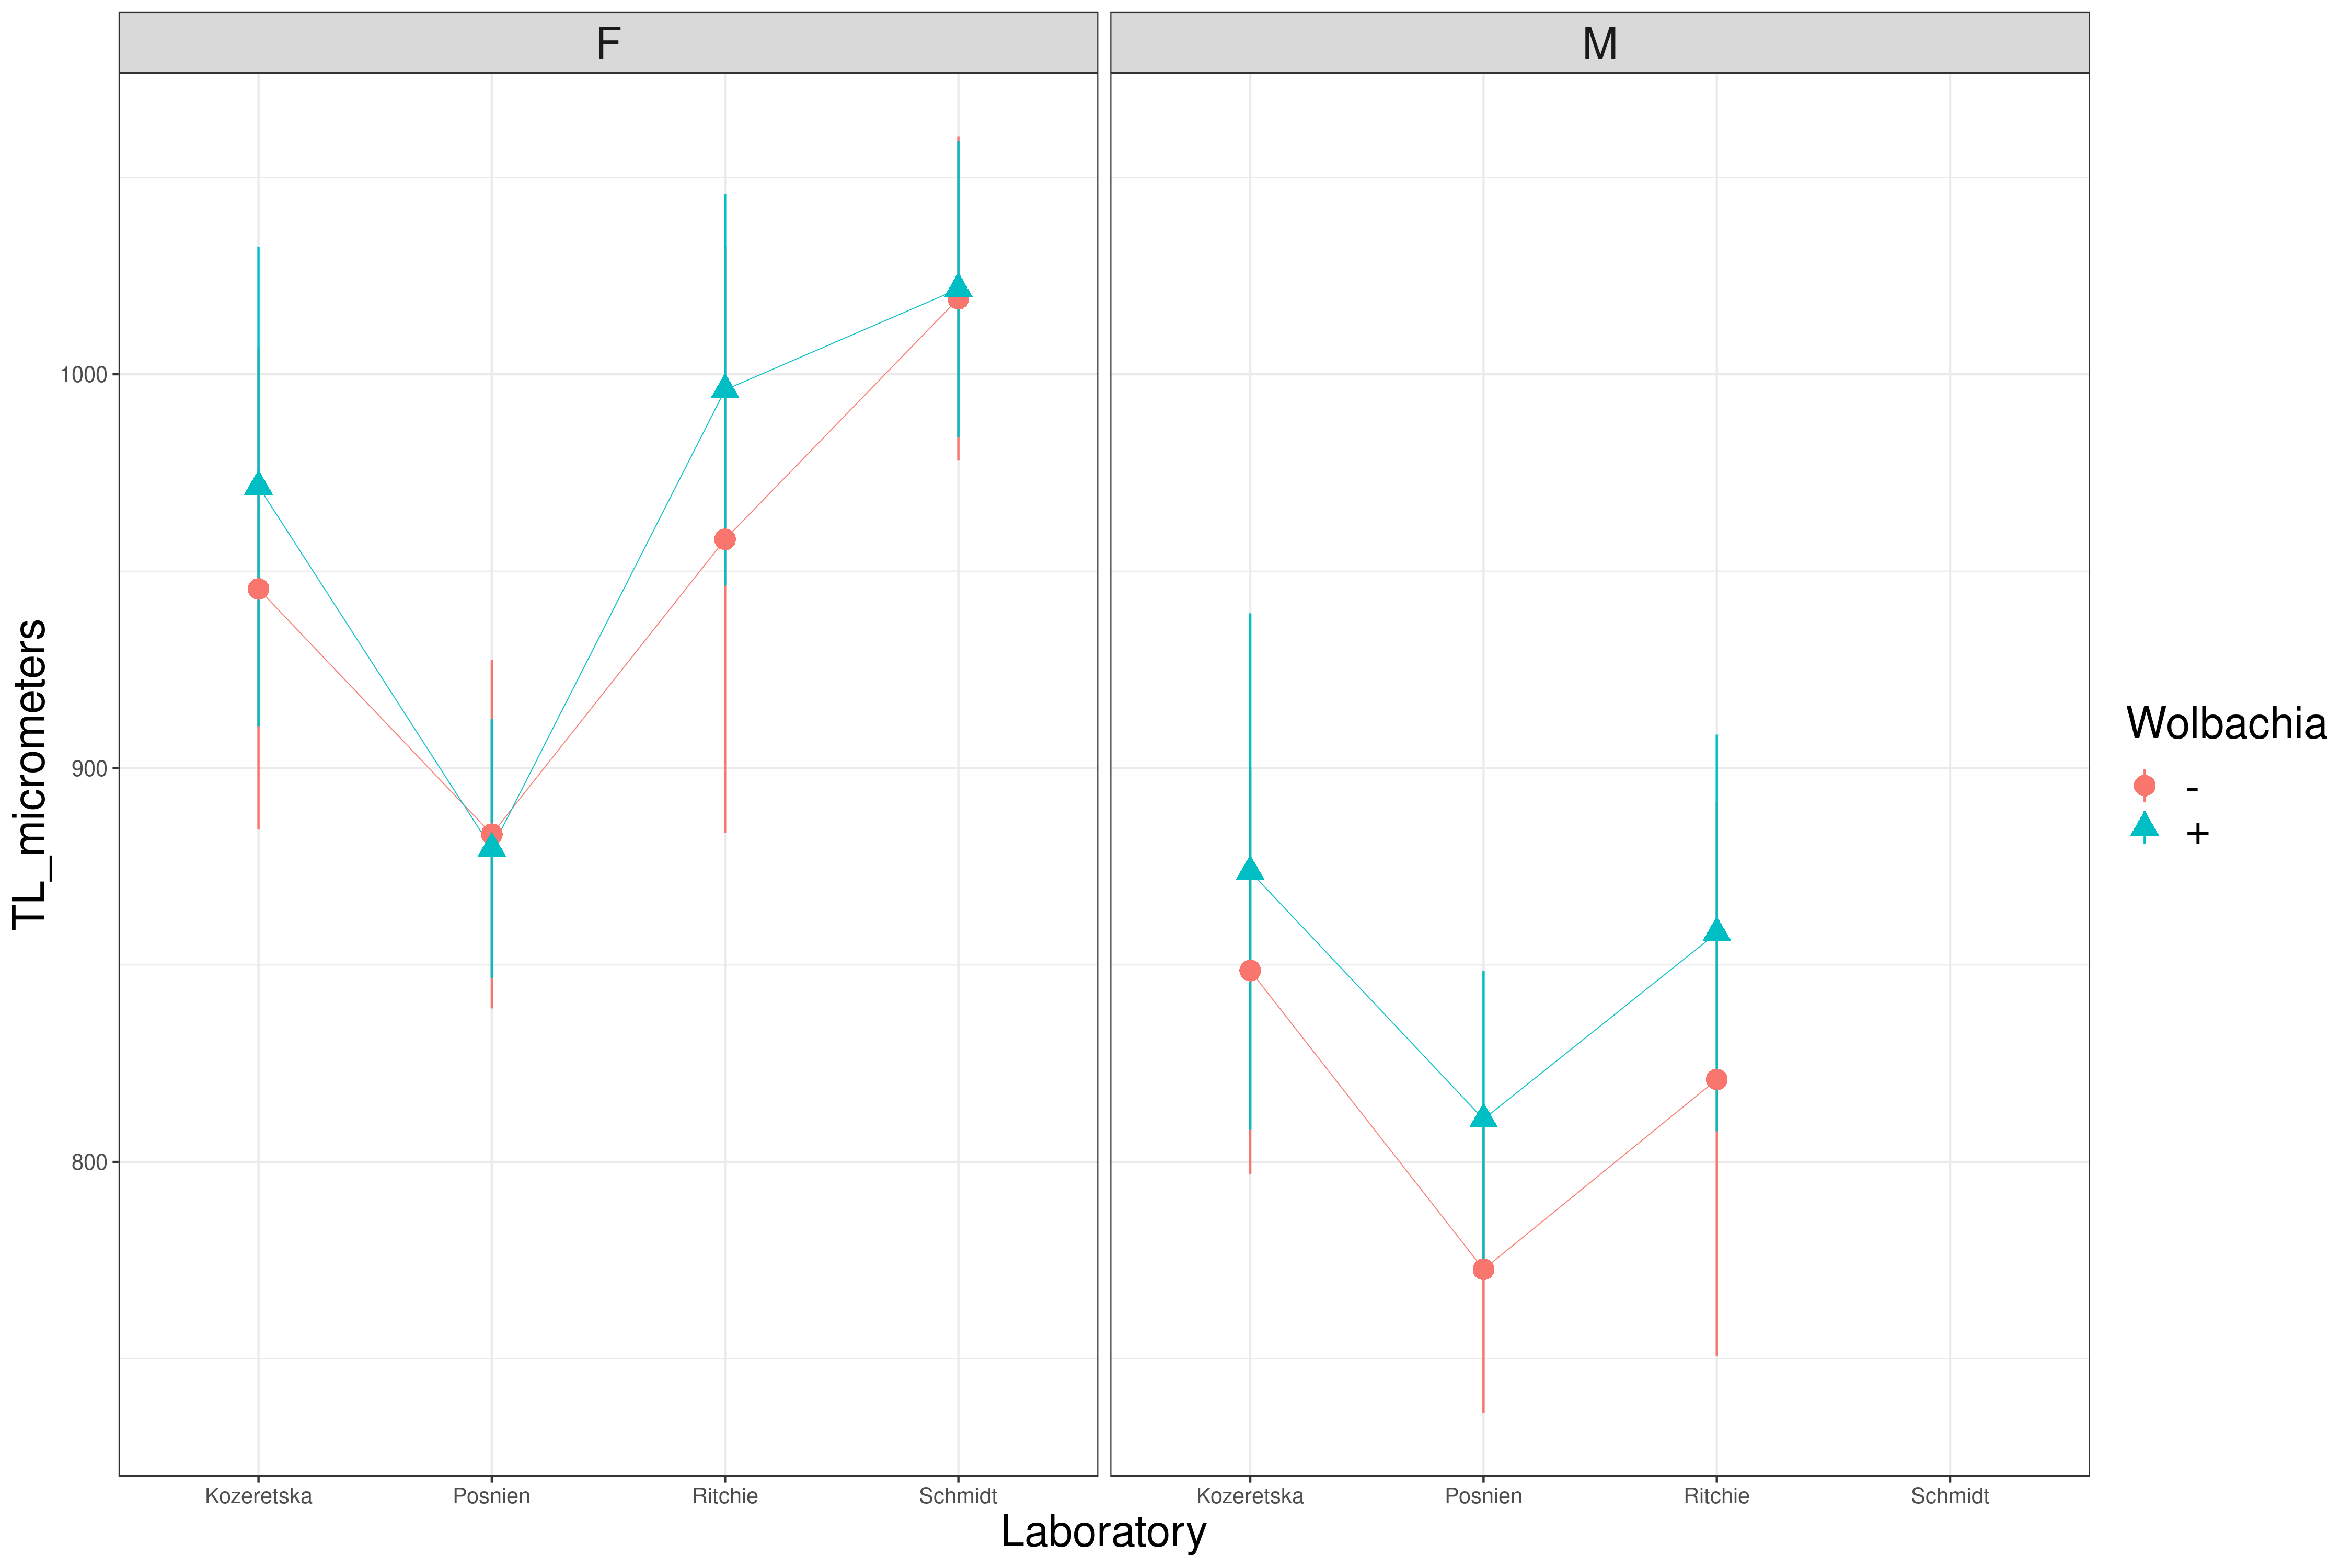 F
M
TL_micrometers
1000
900
800
Kozeretska
Posnien
Ritchie
Schmidt
Kozeretska
Posnien
Ritchie
Schmidt
Laboratory
Wolbachia
-
+